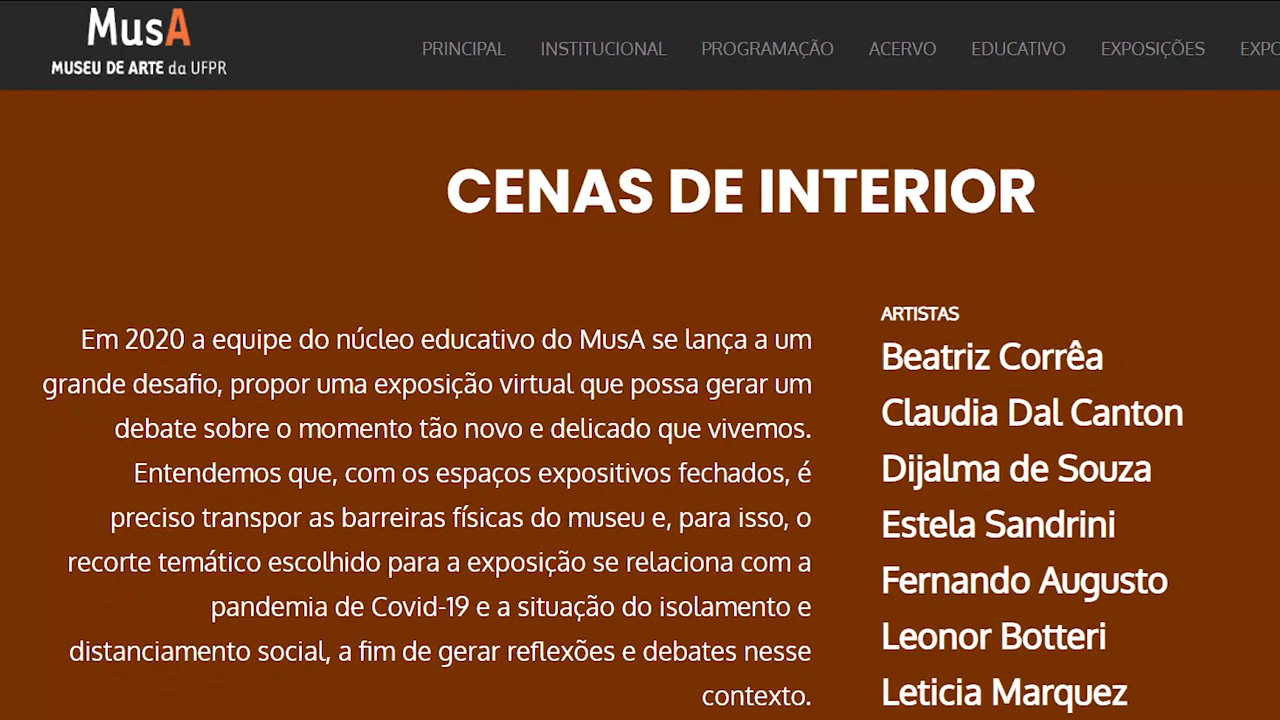 MusA
MUSEU DE ARTE da UFPR
PRINCIPAL INSTITUCIONAL PROGRAMAÇÃO ACERVO EDUCATIVO EXPOSIÇÕES EXPO
CENAS DE INTERIOR
Em 2020 a equipe do núcleo educativo do MusA se lança a um
grande desafio, propor uma exposição virtual que possa gerar um
debate sobre o momento tão novo e delicado que vivemos.
Entendemos que, com os espaços expositivos fechados, é
preciso transpor as barreiras físicas do museu e, para isso, o
recorte temático escolhido para a exposição se relaciona com a
pandemia de Covid-19 e a situação do isolamento e
distanciamento social, a fim de gerar reflexões e debates nesse
contexto.
ARTISTAS
Beatriz Corrêa
Claudia Dal Canton
Dijalma de Souza
Estela Sandrini
Fernando Augusto
Leonor Botteri
Leticia Marquez